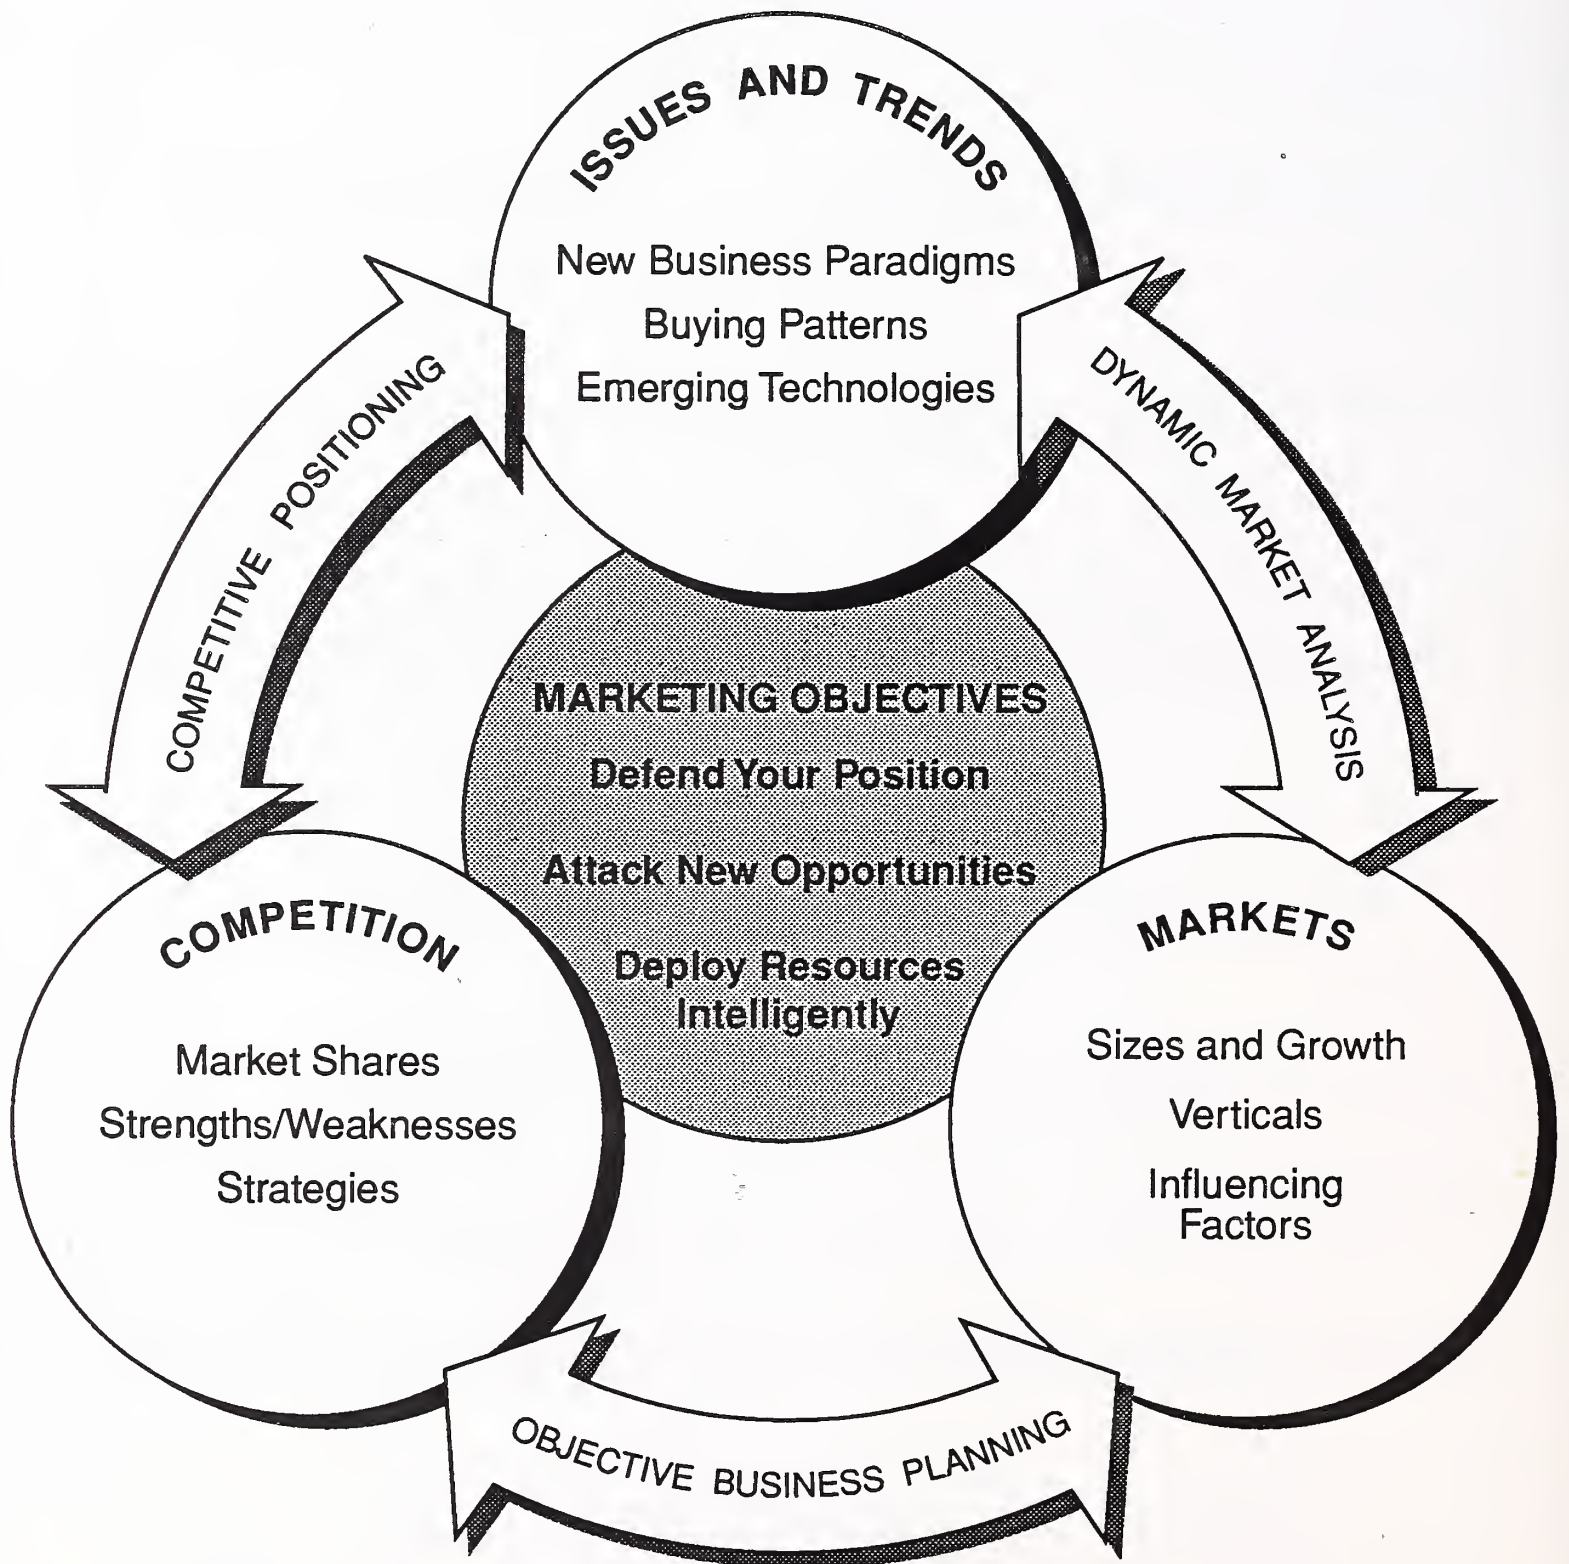 ISSUES AND TRENDS
New Business Paradigms
Buying Patterns
Emerging Technologies
COMPETITIVE POSITIONING
DYNAMIC MARKET ANALYSIS
MARKETING OBJECTIVES
Defend Your Position
Attack New Opportunities
Deploy Resources
Intelligently
COMPETITION
Market Shares
Strengths/Weaknesses
Strategies
MARKETS
Sizes and Growth
Verticals
Influencing
Factors
OBJECTIVE BUSINESS PLANNING